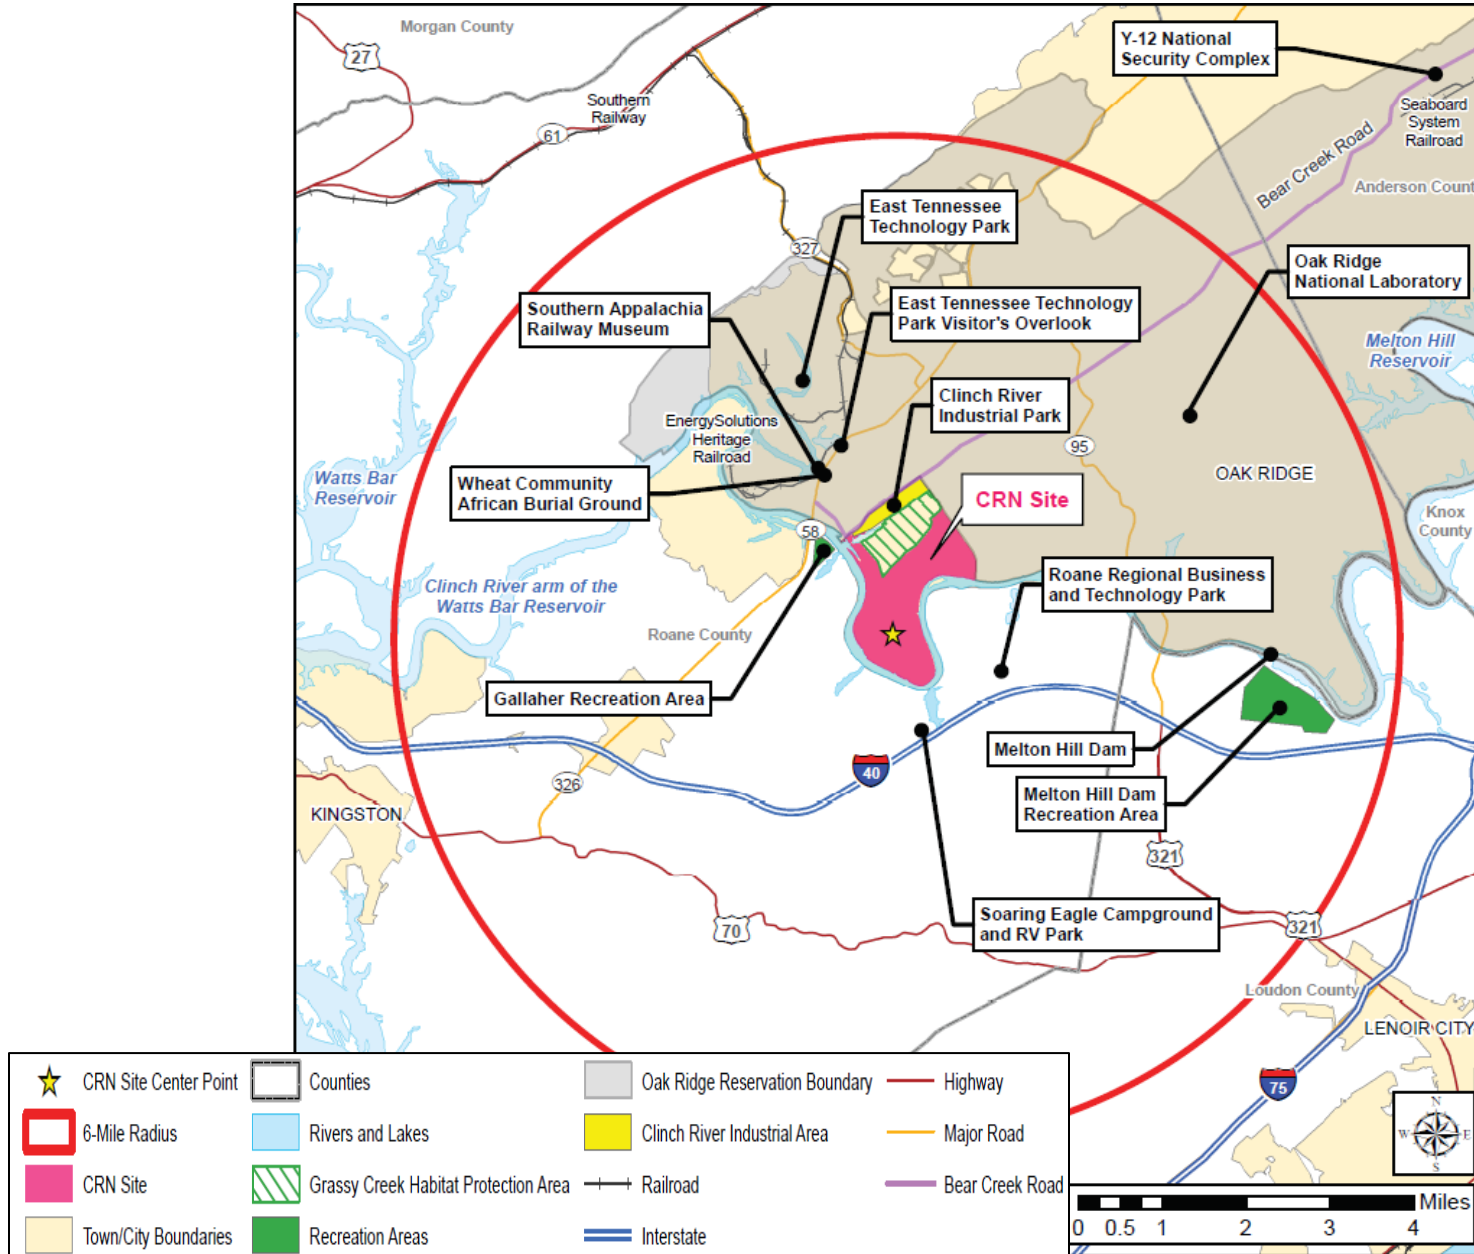 Morgan County
27
Y-12 National
Security Complex
Southern
Railway
61
Seaboard
System
Railroad
Bear Creek Road
Anderson Count
East Tennessee
Technology Park
327
Oak Ridge
National Laboratory
Southern Appalachia
Railway Museum
East Tennessee Technology
Park Visitor's Overlook
Melton Hill
Reservoir
Clinch River
Industrial Park
EnergySolutions
Heritage
Railroad
95
OAK RIDGE
Watts Bar
Reservoir
Wheat Community
African Burial Ground
CRN Site
Knox
County
58
Clinch River arm of the
Watts Bar Reservoir
Roane Regional Business
and Technology Park
Roane County
Gallaher Recreation Area
Melton Hill Dam
40
326
Melton Hill Dam
Recreation Area
KINGSTON
321
70
Soaring Eagle Campground
and RV Park
321
Loudon County
LENOIR CITY
75
CRN Site Center Point
Counties
Oak Ridge Reservation Boundary
Highway
6-Mile Radius
Rivers and Lakes
Clinch River Industrial Area
Major Road
CRN Site
Grassy Creek Habitat Protection Area
Railroad
Bear Creek Road
Town/City Boundaries
Recreation Areas
Interstate
N
W E
S
Miles
0 0.5 1 2 3 4